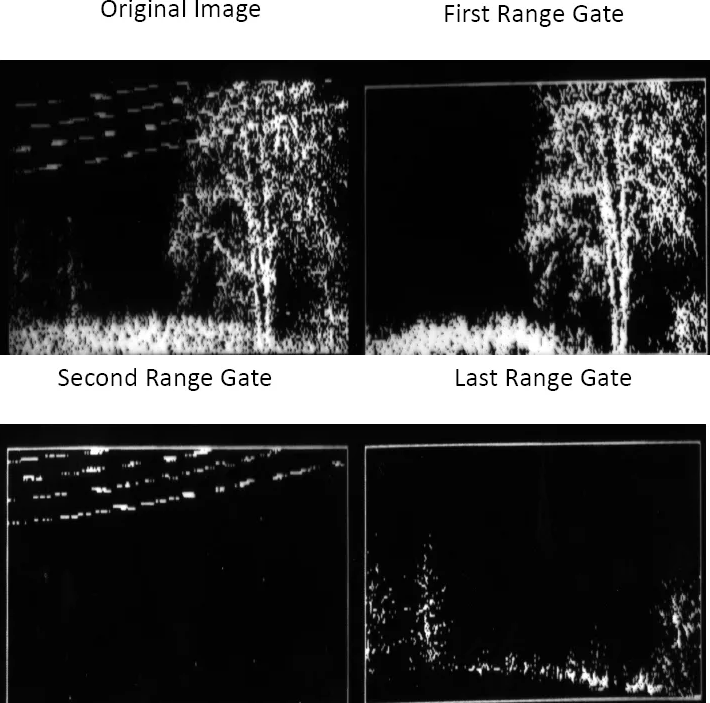 Original Image
First Range Gate
Second Range Gate
Last Range Gate